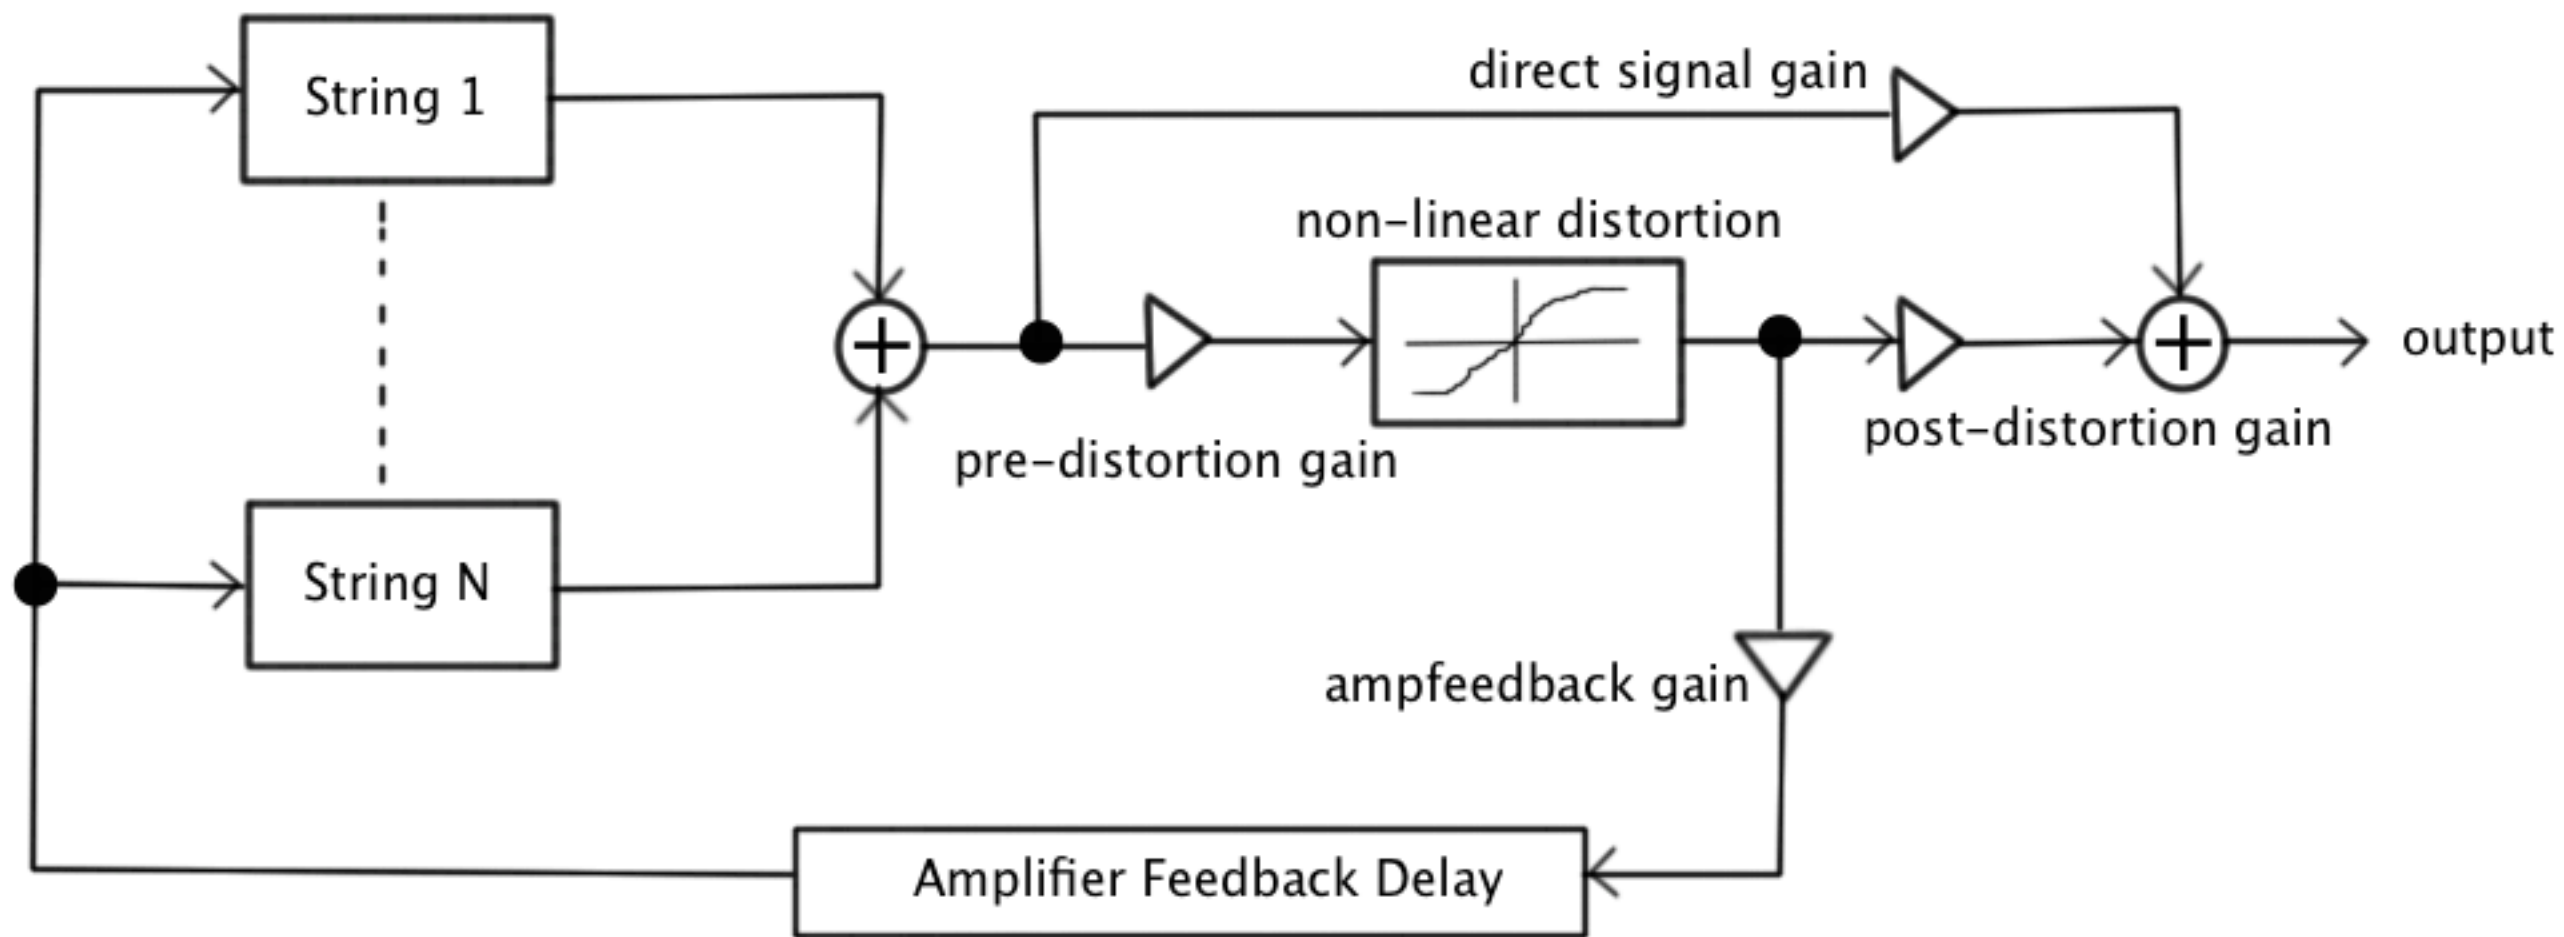 String 1
direct signal gain
non-linear distortion
output
pre-distortion gain
post-distortion gain
String N
ampfeedback gain
Amplifier Feedback Delay